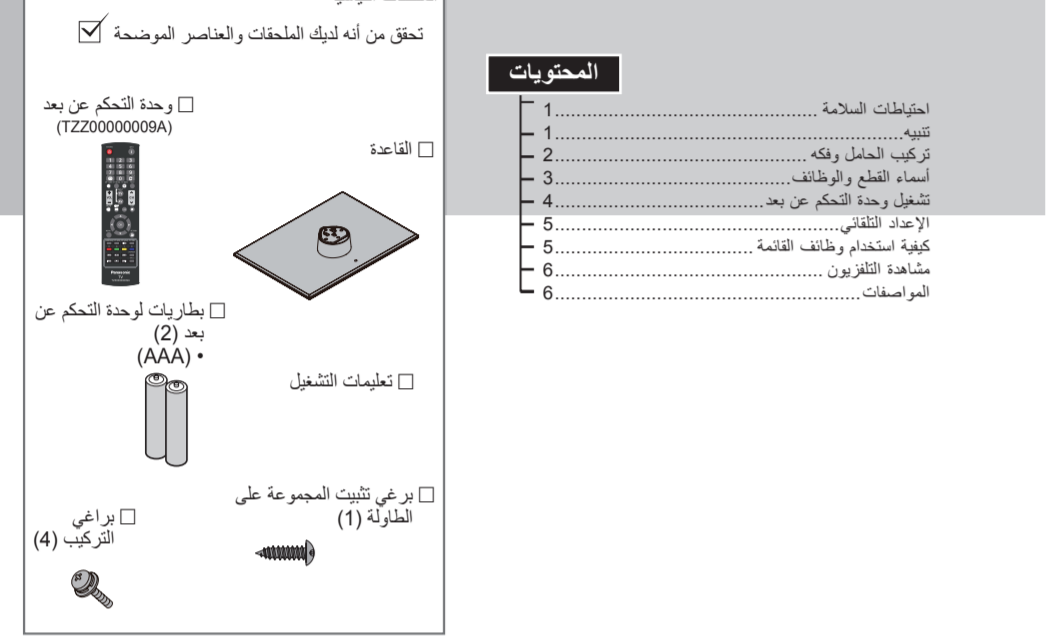 المحتويات
احتياطات السلامة ..................................................1
تنبيه..................................................................1
تركيب الحامل وفكه ..................................................2
أسماء القطع والوظائف..............................................3
تشغيل وحدة التحكم عن بعد........................................4
الإعداد التلقائي......................................................5
كيفية استخدام وظائف القائمة ......................................5
مشاهدة التلفزيون ...................................................6
المواصفات...........................................................6
تحقق من أنه لديك الملحقات والعناصر الموضحة ☑
□ وحدة التحكم عن بعد
(TZZ00000009A)
Panasonic
TV
□ القاعدة
□ بطاريات لوحدة التحكم عن
بعد (2)
• (AAA)
□ تعليمات التشغيل
□ برغي تثبيت المجموعة على
الطاولة (1)
□ براغي
التركيب (4)